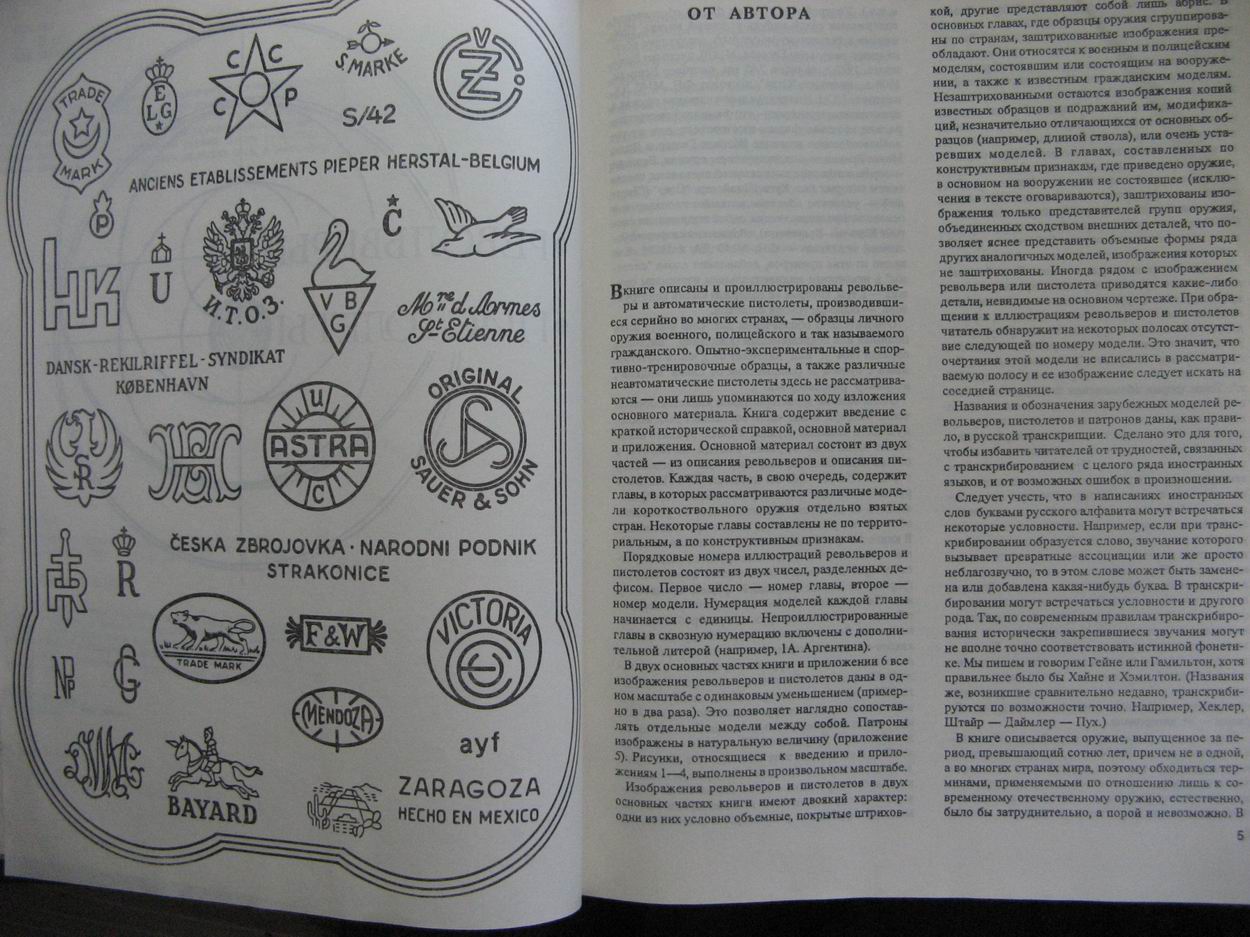 TRADE
MARK
E
LG
C C
C P
S. MARKE
S/42
ČZ
ANCIENS ETABLISSEMENTS PIEPER HERSTAL-BELGIUM
P
HK
U
И.Т.О.З.
V B
G
Č
Mre d'Armes
St Etienne
DANSK-REKILRIFFEL-SYNDIKAT
KØBENHAVN
R
H
U
ASTRA
C
ORIGINAL
SAUER & SOHN
R
ČESKA ZBROJOVKA · NARODNI PODNIK
STRAKONICE
TRADE MARK
F&W
VICTORIA
NP
G
MENDOZA
ayf
DWM
BAYARD
ZARAGOZA
HECHO EN MEXICO
ОТ АВТОРА
В книге описаны и проиллюстрированы револьве-
ры и автоматические пистолеты, производивши-
еся серийно во многих странах, — образцы личного
оружия военного, полицейского и так называемого
гражданского. Опытно-экспериментальные и спор-
тивно-тренировочные образцы, а также различные
неавтоматические пистолеты здесь не рассматрива-
ются — они лишь упоминаются по ходу изложения
основного материала. Книга содержит введение с
краткой исторической справкой, основной материал
и приложения. Основной материал состоит из двух
частей — из описания револьверов и описания пи-
столетов. Каждая часть, в свою очередь, содержит
главы, в которых рассматриваются различные моде-
ли короткоствольного оружия отдельно взятых
стран. Некоторые главы составлены не по террито-
риальным, а по конструктивным признакам.
Порядковые номера иллюстраций револьверов и
пистолетов состоят из двух чисел, разделенных де-
фисом. Первое число — номер главы, второе —
номер модели. Нумерация моделей каждой главы
начинается с единицы. Непроиллюстрированные
главы в сквозную нумерацию включены с дополни-
тельной литерой (например, 1А. Аргентина).
В двух основных частях книги и приложении 6 все
изображения револьверов и пистолетов даны в од-
ном масштабе с одинаковым уменьшением (пример-
но в два раза). Это позволяет наглядно сопостав-
лять отдельные модели между собой. Патроны
изображены в натуральную величину (приложение
5). Рисунки, относящиеся к введению и прило-
жениям 1—4, выполнены в произвольном масштабе.
Изображения револьверов и пистолетов в двух
основных частях книги имеют двоякий характер:
одни из них условно объемные, покрытые штрихов-
кой, другие представляют собой лишь абрис. В
основных главах, где образцы оружия сгруппирова-
ны по странам, заштрихованные изображения пре-
обладают. Они относятся к военным и полицейским
моделям, состоявшим или состоящим на вооруже-
нии, а также к известным гражданским моделям.
Незаштрихованными остаются изображения копий
известных образцов и подражаний им, модифика-
ций, незначительно отличающихся от основных об-
разцов (например, длиной ствола), или очень уста-
ревших моделей. В главах, составленных по
конструктивным признакам, где приведено оружие,
в основном на вооружении не состоявшее (исклю-
чения в тексте оговариваются), заштрихованы изо-
бражения только представителей групп оружия,
объединенных сходством внешних деталей, что по-
зволяет яснее представить объемные формы ряда
других аналогичных моделей, изображения которых
не заштрихованы. Иногда рядом с изображением
револьвера или пистолета приводятся какие-либо
детали, невидимые на основном чертеже. При обра-
щении к иллюстрациям револьверов и пистолетов
читатель обнаружит на некоторых полосах отсутст-
вие следующей по номеру модели. Это значит, что
очертания этой модели не вписались в рассматри-
ваемую полосу и ее изображение следует искать на
соседней странице.
Названия и обозначения зарубежных моделей ре-
вольверов, пистолетов и патронов даны, как прави-
ло, в русской транскрипции. Сделано это для того,
чтобы избавить читателей от трудностей, связанных
с транскрибированием с целого ряда иностранных
языков, и от возможных ошибок в произношении.
Следует учесть, что в написаниях иностранных
слов буквами русского алфавита могут встречаться
некоторые условности. Например, если при транс-
крибировании образуется слово, звучание которого
вызывает превратные ассоциации или же просто
неблагозвучно, то в этом слове может быть замене-
на или добавлена какая-нибудь буква. В транскри-
бировании могут встречаться условности и другого
рода. Так, по современным правилам транскрибиро-
вания исторически закрепившиеся звучания могут
не вполне точно соответствовать истинной фонети-
ке. Мы пишем и говорим Гейне или Гамильтон, хотя
правильнее было бы Хайне и Хэмилтон. (Названия
же, возникшие сравнительно недавно, транскриби-
руются по возможности точно. Например, Хеклер,
Штайр — Даймлер — Пух.)
В книге описывается оружие, выпущенное за пе-
риод, превышающий сотню лет, причем не в одной,
а во многих странах мира, поэтому обходиться тер-
минами, применяемыми по отношению лишь к со-
временному отечественному оружию, естественно,
было бы затруднительно, а порой и невозможно. В
5